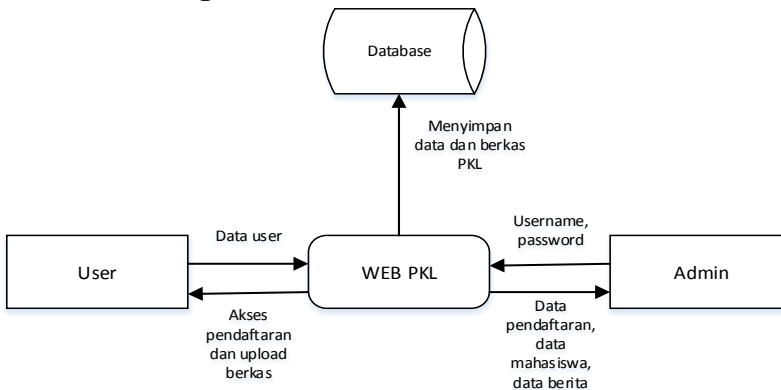 Database
Menyimpan
data dan berkas
PKL
Data user
Username,
password
User
WEB PKL
Admin
Akses
pendaftaran
dan upload
berkas
Data
pendaftaran,
data
mahasiswa,
data berita